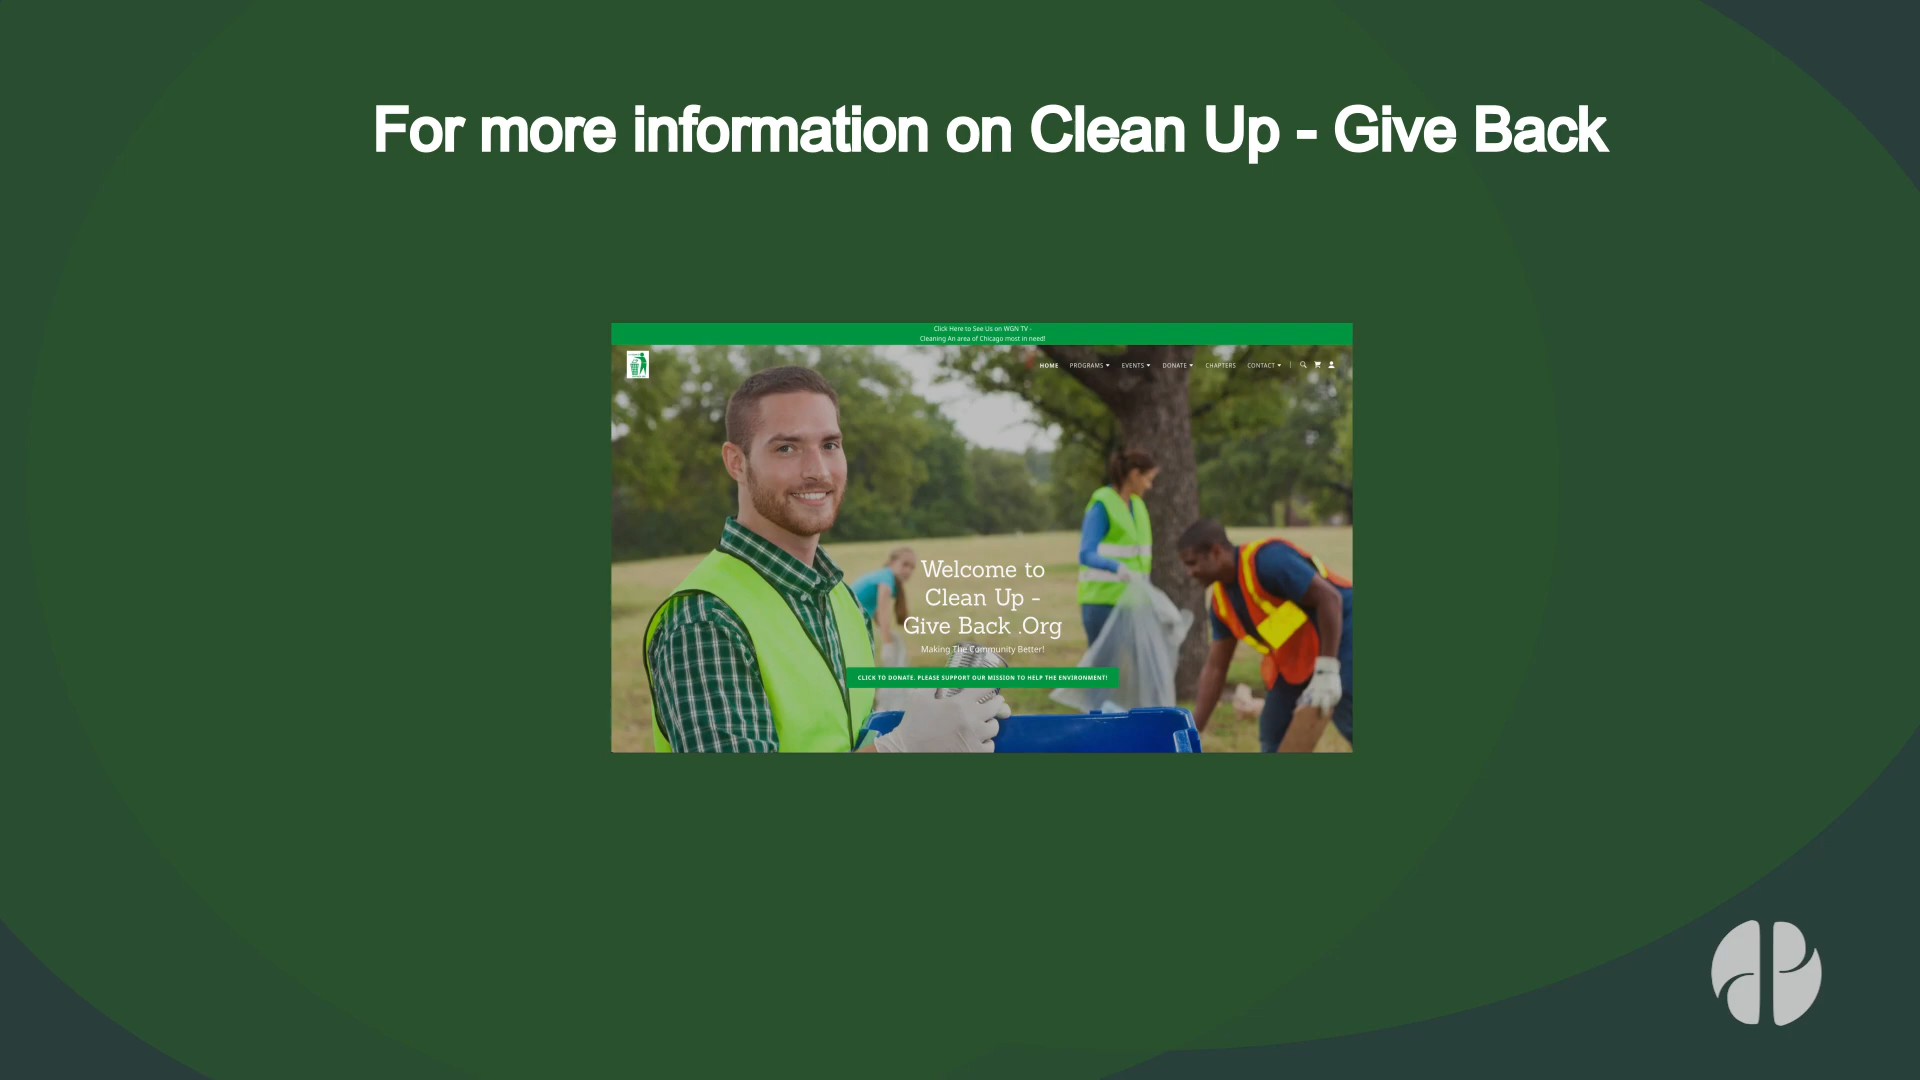 For more information on Clean Up - Give Back
Click Here to See Us on WGN TV -
Cleaning An area of Chicago most in need!
HOME PROGRAMS EVENTS DONATE CHAPTERS CONTACT
Welcome to
Clean Up -
Give Back .Org
Making The Community Better!
CLICK TO DONATE. PLEASE SUPPORT OUR MISSION TO HELP THE ENVIRONMENT!